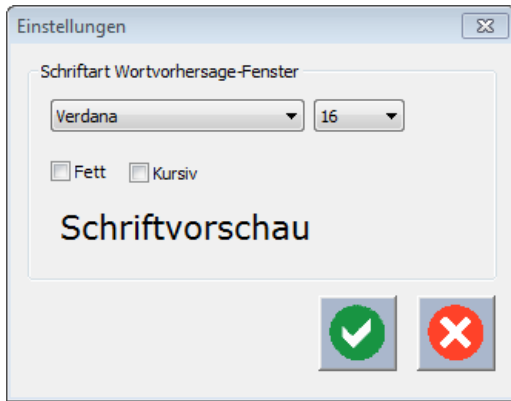 Einstellungen
Schriftart Wortvorhersage-Fenster
Verdana 16
Fett Kursiv
Schriftvorschau